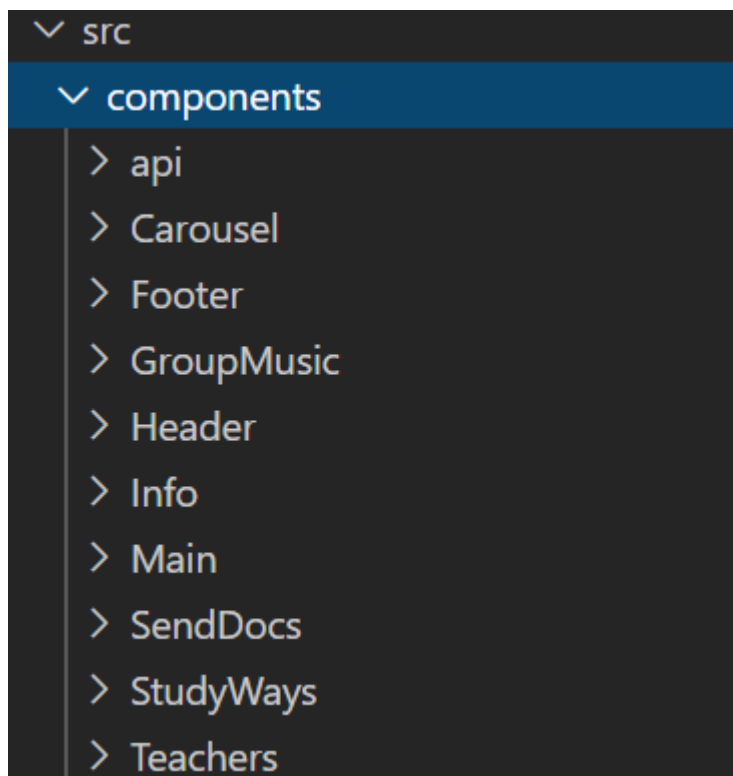 src
components
api
Carousel
Footer
GroupMusic
Header
Info
Main
SendDocs
StudyWays
Teachers